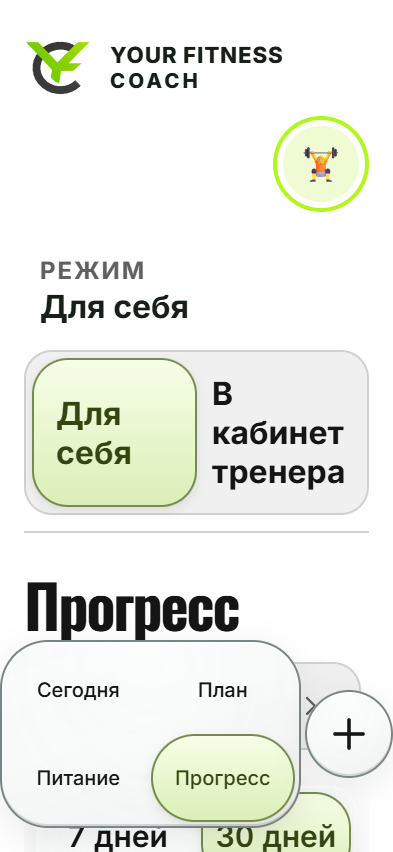 YOUR FITNESS
COACH
РЕЖИМ
Для себя
Для
себя
В
кабинет
тренера
Прогресс
Сегодня
План
Питание
Прогресс
7 дней
30 дней